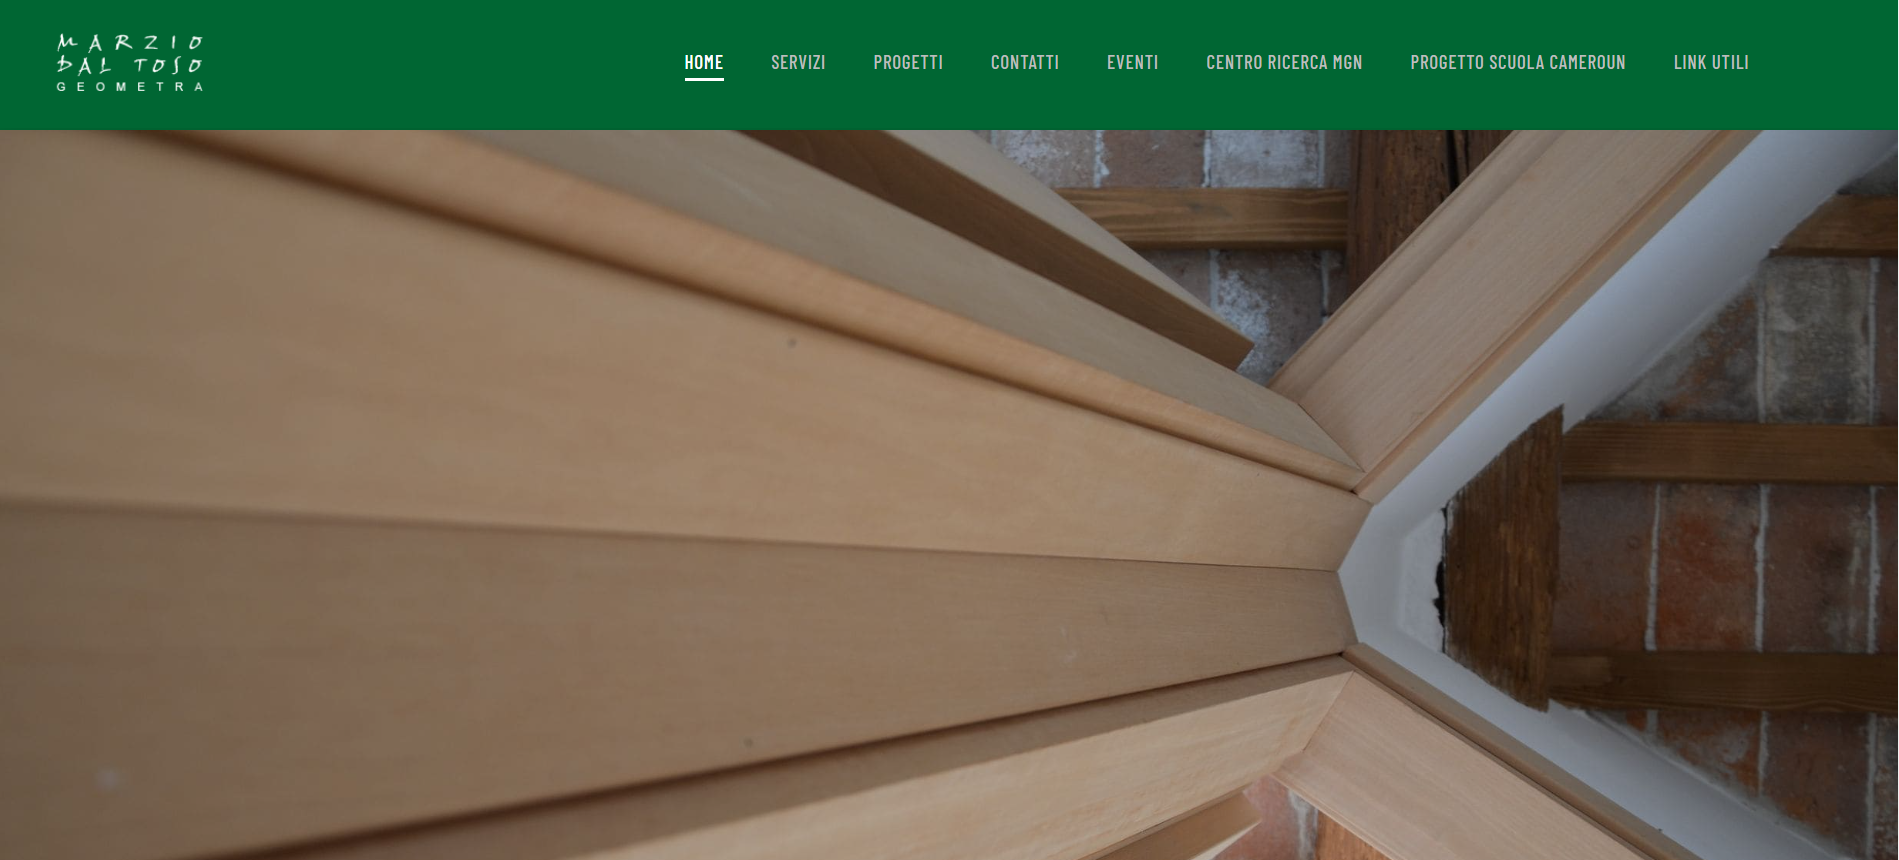 MARZIO
DAL TOSO
GEOMETRA
HOME SERVIZI PROGETTI CONTATTI EVENTI CENTRO RICERCA MGN PROGETTO SCUOLA CAMEROUN LINK UTILI